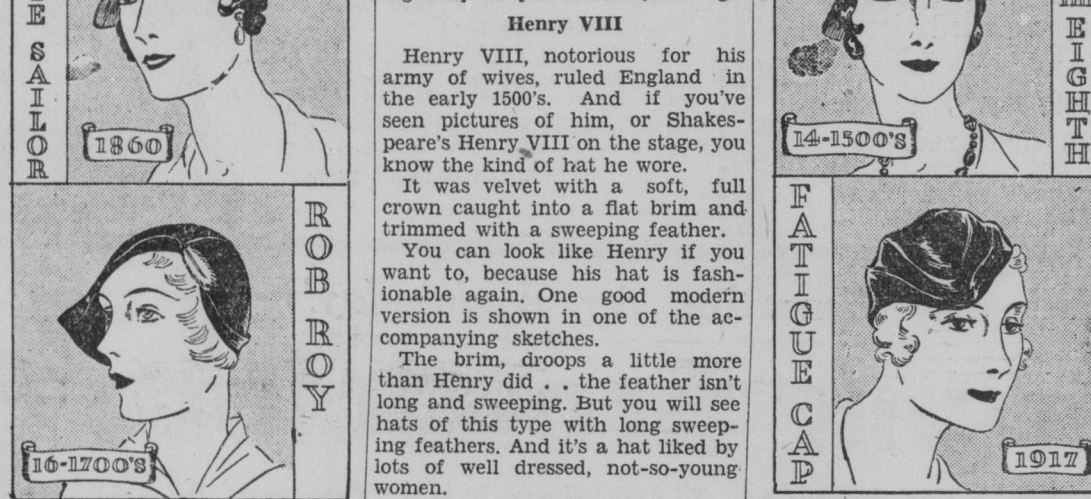 E SAILOR
1860
ROB ROY
16-1700'S
Henry VIII
Henry VIII, notorious for his
army of wives, ruled England in
the early 1500's. And if you've
seen pictures of him, or Shakes-
peare's Henry VIII on the stage, you
know the kind of hat he wore.
It was velvet with a soft, full
crown caught into a flat brim and
trimmed with a sweeping feather.
You can look like Henry if you
want to, because his hat is fash-
ionable again. One good modern
version is shown in one of the ac-
companying sketches.
The brim, droops a little more
than Henry did . . the feather isn't
long and sweeping. But you will see
hats of this type with long sweep-
ing feathers. And it's a hat liked by
lots of well dressed, not-so-young
women.
14-1500'S
EIGHTH
FATIGUE CAP
1917